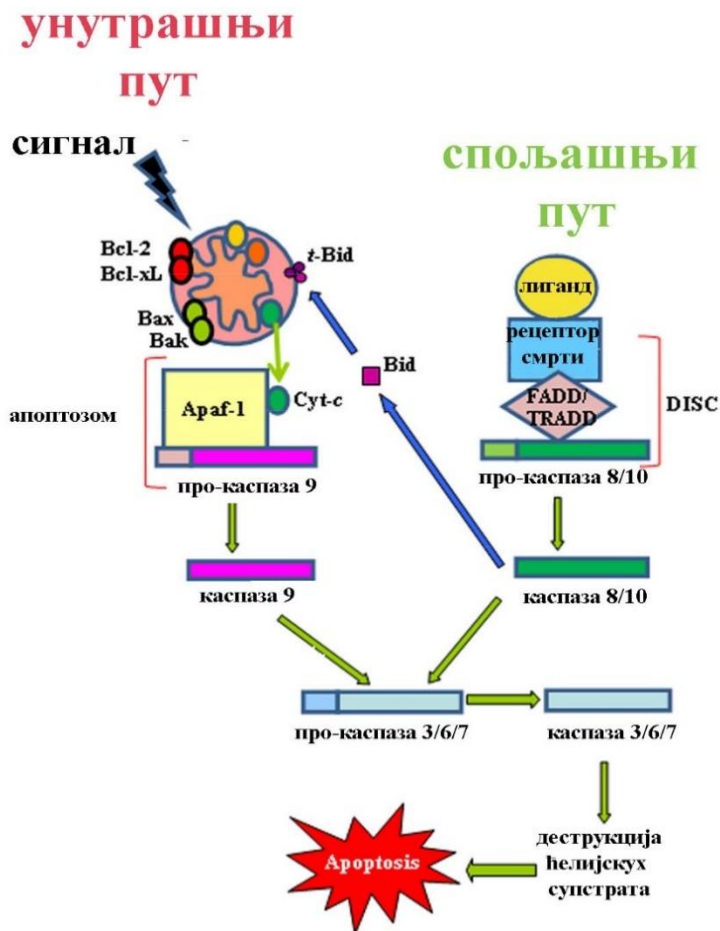 унутрашњи
пут
сигнал
Bcl-2
Bcl-xL
t-Bid
Bax
Bak
Bid
апоптозом
Apaf-1
Cyt-c
про-каспаза 9
каспаза 9
спољашњи
пут
лиганд
рецептор
смрти
FADD/
TRADD
DISC
про-каспаза 8/10
каспаза 8/10
про-каспаза 3/6/7
каспаза 3/6/7
деструкција
ћелијскух
супстрата
Apoptosis